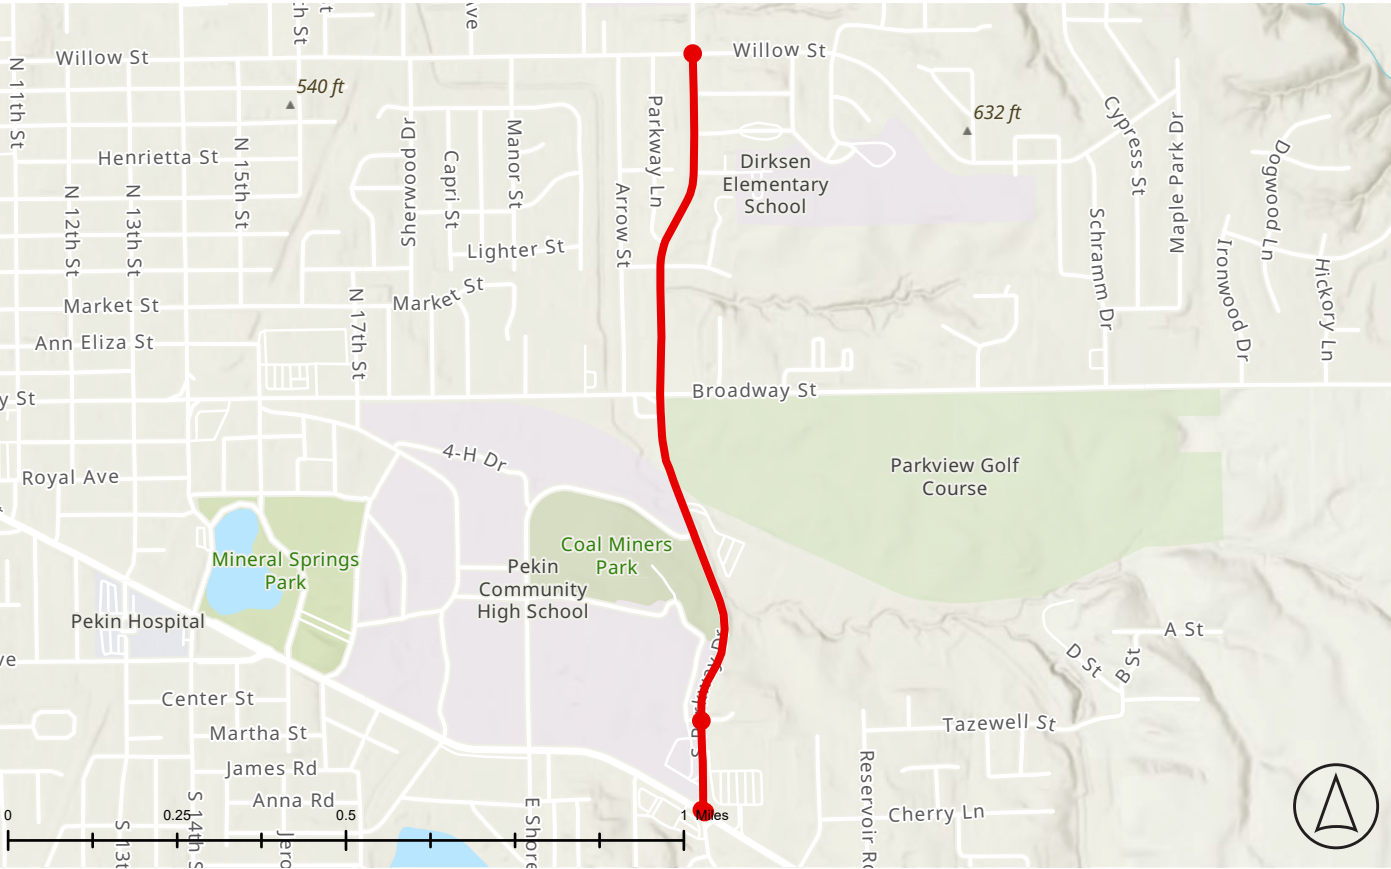 Willow St
Willow St
540 ft
632 ft
N 11th St
Parkway Ln
Cypress St
Maple Park Dr
Henrietta St
N 15th St
Sherwood Dr
Capri St
Manor St
Dirksen
Elementary
School
Dogwood Ln
N 12th St
N 13th St
Arrow St
Schramm Dr
Ironwood Dr
Hickory Ln
Lighter St
Market St
Market St
N 17th St
Ann Eliza St
y St
Broadway St
4-H Dr
Royal Ave
Parkview Golf
Course
Mineral Springs
Park
Coal Miners
Park
Pekin
Community
High School
Pekin Hospital
A St
D St
B St
Center St
Tazewell St
Martha St
James Rd
Anna Rd
Reservoir Rd
Cherry Ln
S 14th S
S 13t
Jero
E Shore
0
0.25
0.5
1
Miles